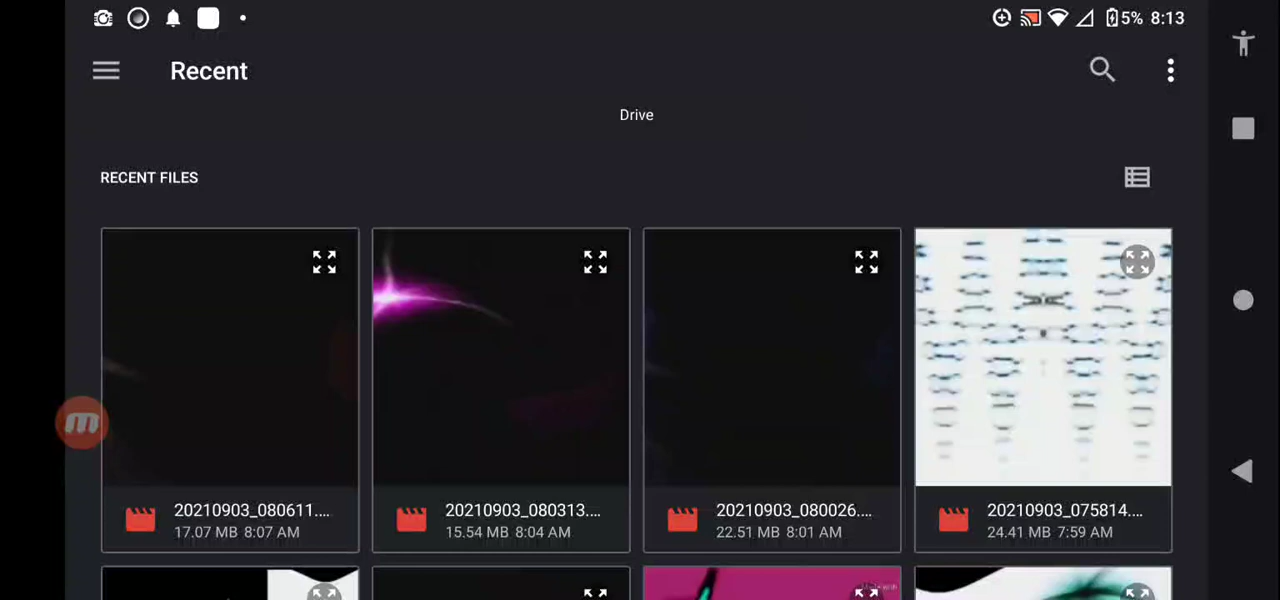 5% 8:13
Recent
Drive
RECENT FILES
20210903_080611....
17.07 MB 8:07 AM
20210903_080313....
15.54 MB 8:04 AM
20210903_080026....
22.51 MB 8:01 AM
20210903_075814....
24.41 MB 7:59 AM